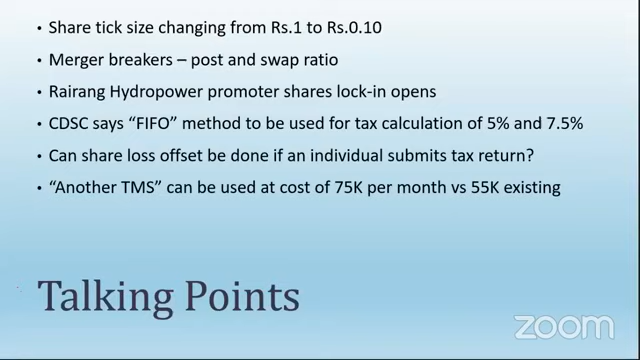 • Share tick size changing from Rs.1 to Rs.0.10
• Merger breakers – post and swap ratio
• Rairang Hydropower promoter shares lock-in opens
• CDSC says “FIFO” method to be used for tax calculation of 5% and 7.5%
• Can share loss offset be done if an individual submits tax return?
• “Another TMS” can be used at cost of 75K per month vs 55K existing
Talking Points
zoom